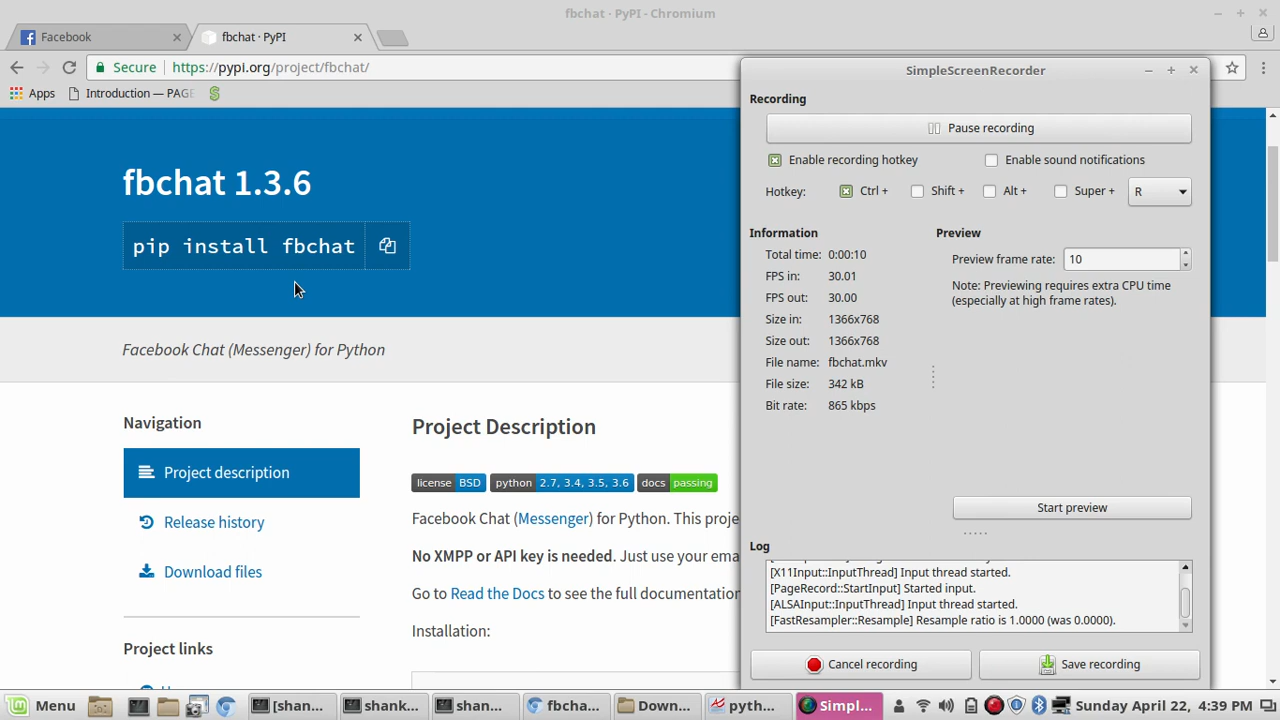 fbchat · PyPI - Chromium
Facebook
fbchat · PyPI
Secure
https://pypi.org/project/fbchat/
Apps
Introduction — PAGE
fbchat 1.3.6
pip install fbchat
Facebook Chat (Messenger) for Python
Navigation
Project description
Release history
Download files
Project links
Project Description
license BSD python 2.7, 3.4, 3.5, 3.6 docs passing
Facebook Chat (Messenger) for Python. This proje
No XMPP or API key is needed. Just use your ema
Go to Read the Docs to see the full documentation
Installation:
SimpleScreenRecorder
Recording
Pause recording
Enable recording hotkey
Enable sound notifications
Hotkey: Ctrl + Shift + Alt + Super + R
Information
Total time: 0:00:10
FPS in: 30.01
FPS out: 30.00
Size in: 1366x768
Size out: 1366x768
File name: fbchat.mkv
File size: 342 kB
Bit rate: 865 kbps
Preview
Preview frame rate: 10
Note: Previewing requires extra CPU time
(especially at high frame rates).
Start preview
Log
[X11Input::InputThread] Input thread started.
[PageRecord::StartInput] Started input.
[ALSAInput::InputThread] Input thread started.
[FastResampler::Resample] Resample ratio is 1.0000 (was 0.0000).
Cancel recording
Save recording
Menu
[shan...
shank...
shan...
fbcha...
Down...
pyth...
Simpl...
Sunday April 22, 4:39 PM